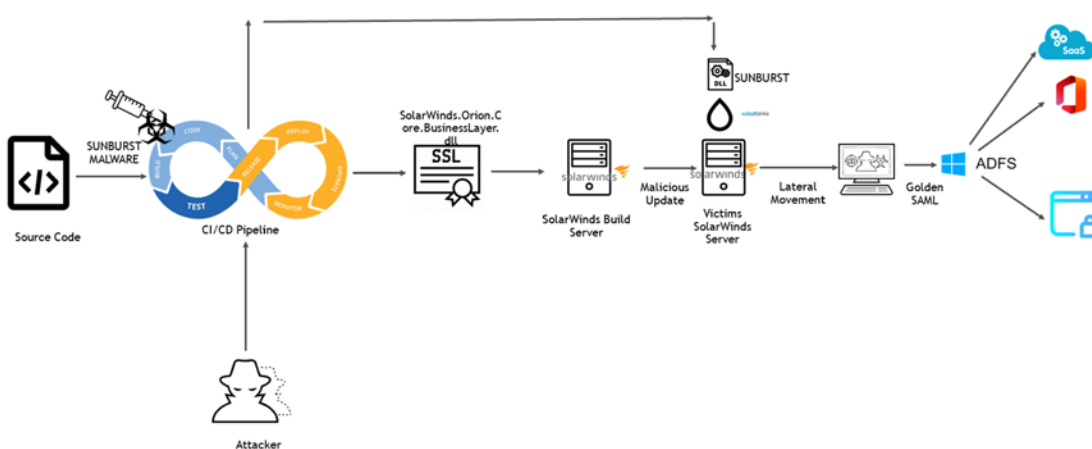 SaaS
DLL
SUNBURST
cobaltstrike
SUNBURST
MALWARE
CODE
BUILD
PLAN
TEST
RELEASE
DEPLOY
OPERATE
MONITOR
SolarWinds.Orion.C
ore.BusinessLayer.
dll
SSL
solarwinds
solarwinds
Malicious
Update
Lateral
Movement
Golden
SAML
ADFS
Source Code
CI/CD Pipeline
SolarWinds Build
Server
Victims
SolarWinds
Server
Attacker